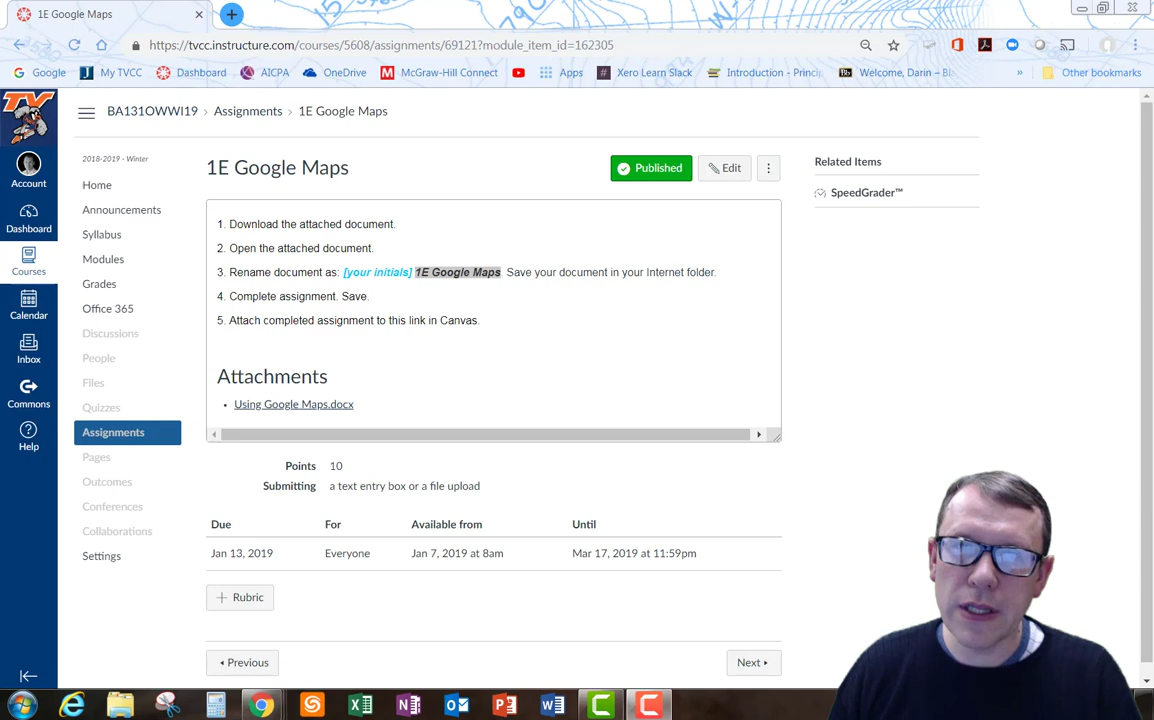 1E Google Maps
https://tvcc.instructure.com/courses/5608/assignments/69121?module_item_id=162305
Google
My TVCC
Dashboard
AICPA
OneDrive
McGraw-Hill Connect
Apps
Xero Learn Slack
Introduction - Princi
Welcome, Darin – Bl
»
Other bookmarks
TV
BA131OWWI19 › Assignments › 1E Google Maps
2018-2019 - Winter
Account
Dashboard
Courses
Calendar
Inbox
Commons
Help
Home
Announcements
Syllabus
Modules
Grades
Office 365
Discussions
People
Files
Quizzes
Assignments
Pages
Outcomes
Conferences
Collaborations
Settings
1E Google Maps
Published
Edit
1. Download the attached document.
2. Open the attached document.
3. Rename document as: [your initials] 1E Google Maps Save your document in your Internet folder.
4. Complete assignment. Save.
5. Attach completed assignment to this link in Canvas.
Attachments
• Using Google Maps.docx
Points 10
Submitting a text entry box or a file upload
Due For Available from Until
Jan 13, 2019 Everyone Jan 7, 2019 at 8am Mar 17, 2019 at 11:59pm
+ Rubric
Previous
Next
Related Items
SpeedGrader™